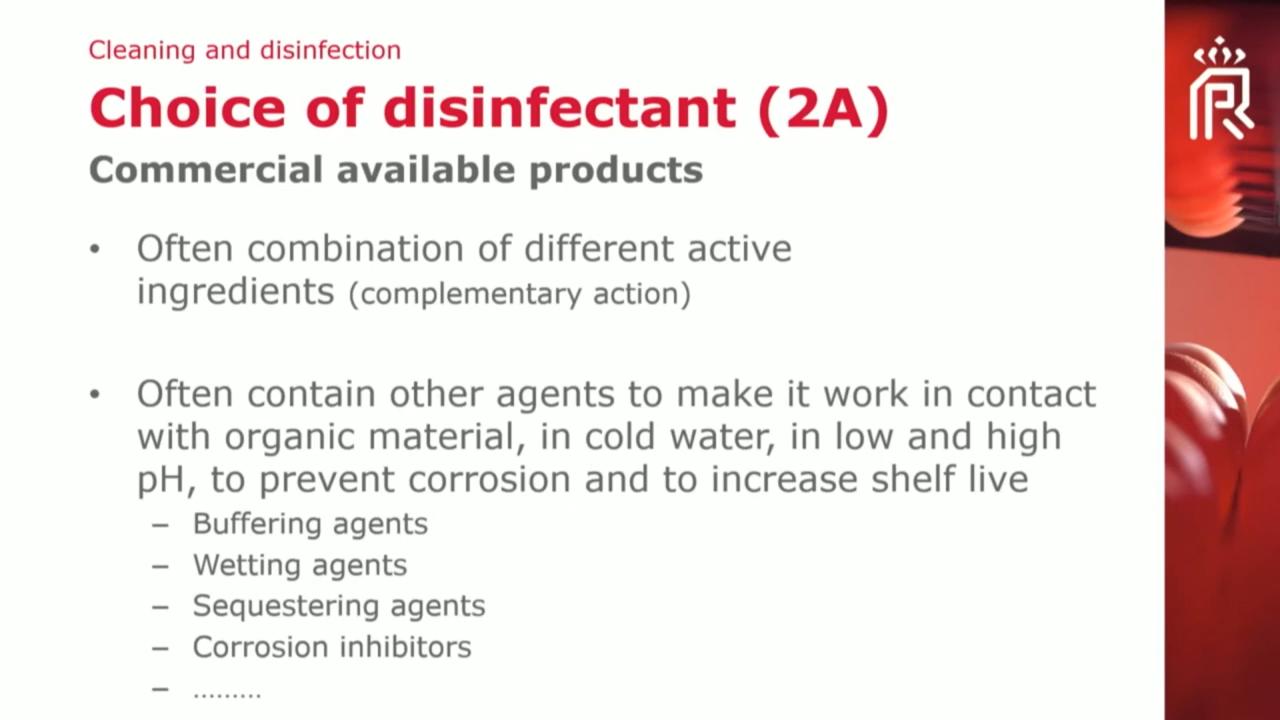 Cleaning and disinfection
Choice of disinfectant (2A)
Commercial available products
• Often combination of different active
ingredients (complementary action)
• Often contain other agents to make it work in contact
with organic material, in cold water, in low and high
pH, to prevent corrosion and to increase shelf live
– Buffering agents
– Wetting agents
– Sequestering agents
– Corrosion inhibitors
– .........